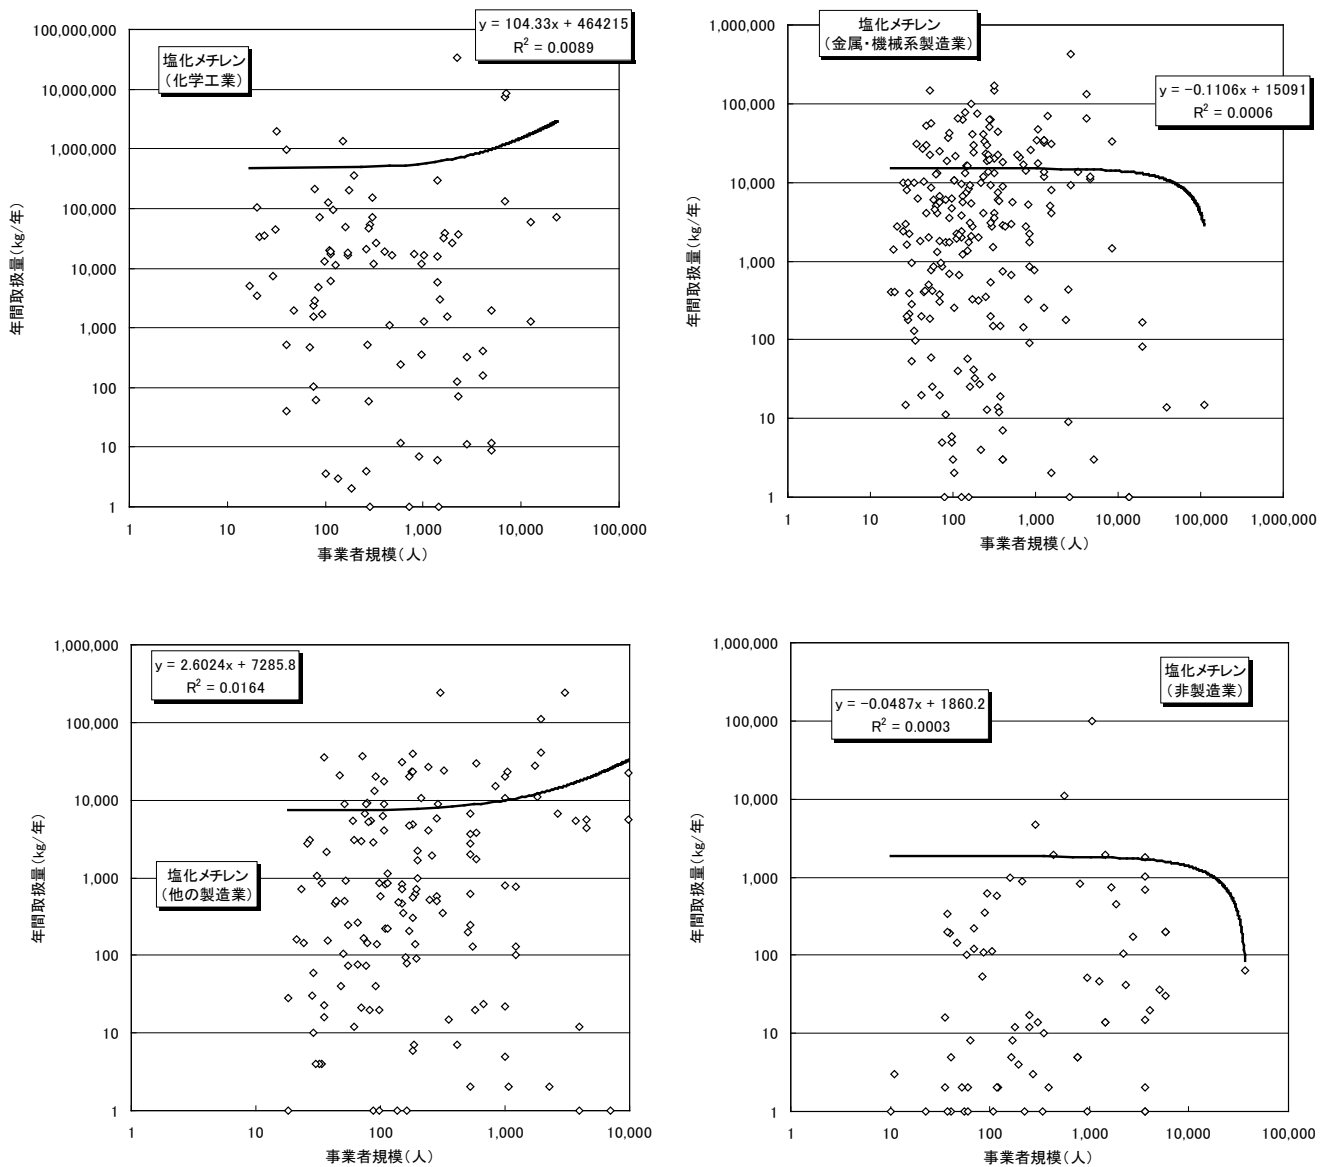 塩化メチレン
（化学工業）
y = 104.33x + 464215
R² = 0.0089
100,000,000
10,000,000
1,000,000
100,000
10,000
1,000
100
10
1
年間取扱量（kg/年）
1 10 100 1,000 10,000 100,000
事業者規模（人）
塩化メチレン
（金属・機械系製造業）
y = −0.1106x + 15091
R² = 0.0006
1,000,000
100,000
10,000
1,000
100
10
1
年間取扱量（kg/年）
1 10 100 1,000 10,000 100,000 1,000,000
事業者規模（人）
y = 2.6024x + 7285.8
R² = 0.0164
塩化メチレン
（他の製造業）
1,000,000
100,000
10,000
1,000
100
10
1
年間取扱量（kg/年）
1 10 100 1,000 10,000
事業者規模（人）
塩化メチレン
（非製造業）
y = −0.0487x + 1860.2
R² = 0.0003
1,000,000
100,000
10,000
1,000
100
10
1
年間取扱量（kg/年）
1 10 100 1,000 10,000 100,000
事業者規模（人）